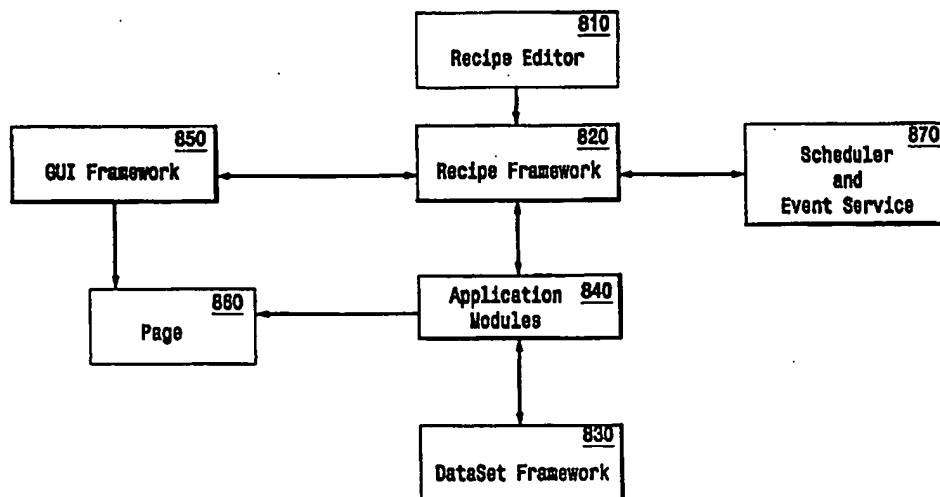 810
Recipe Editor
850
GUI Framework
820
Recipe Framework
870
Scheduler
and
Event Service
860
Page
Application 840
Modules
830
DataSet Framework